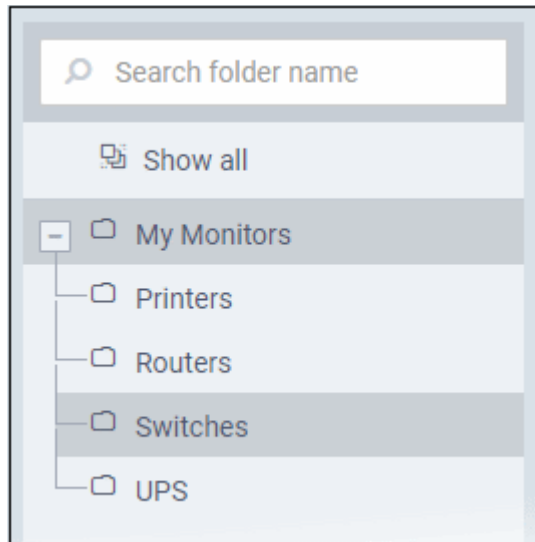 Search folder name
Show all
My Monitors
Printers
Routers
Switches
UPS